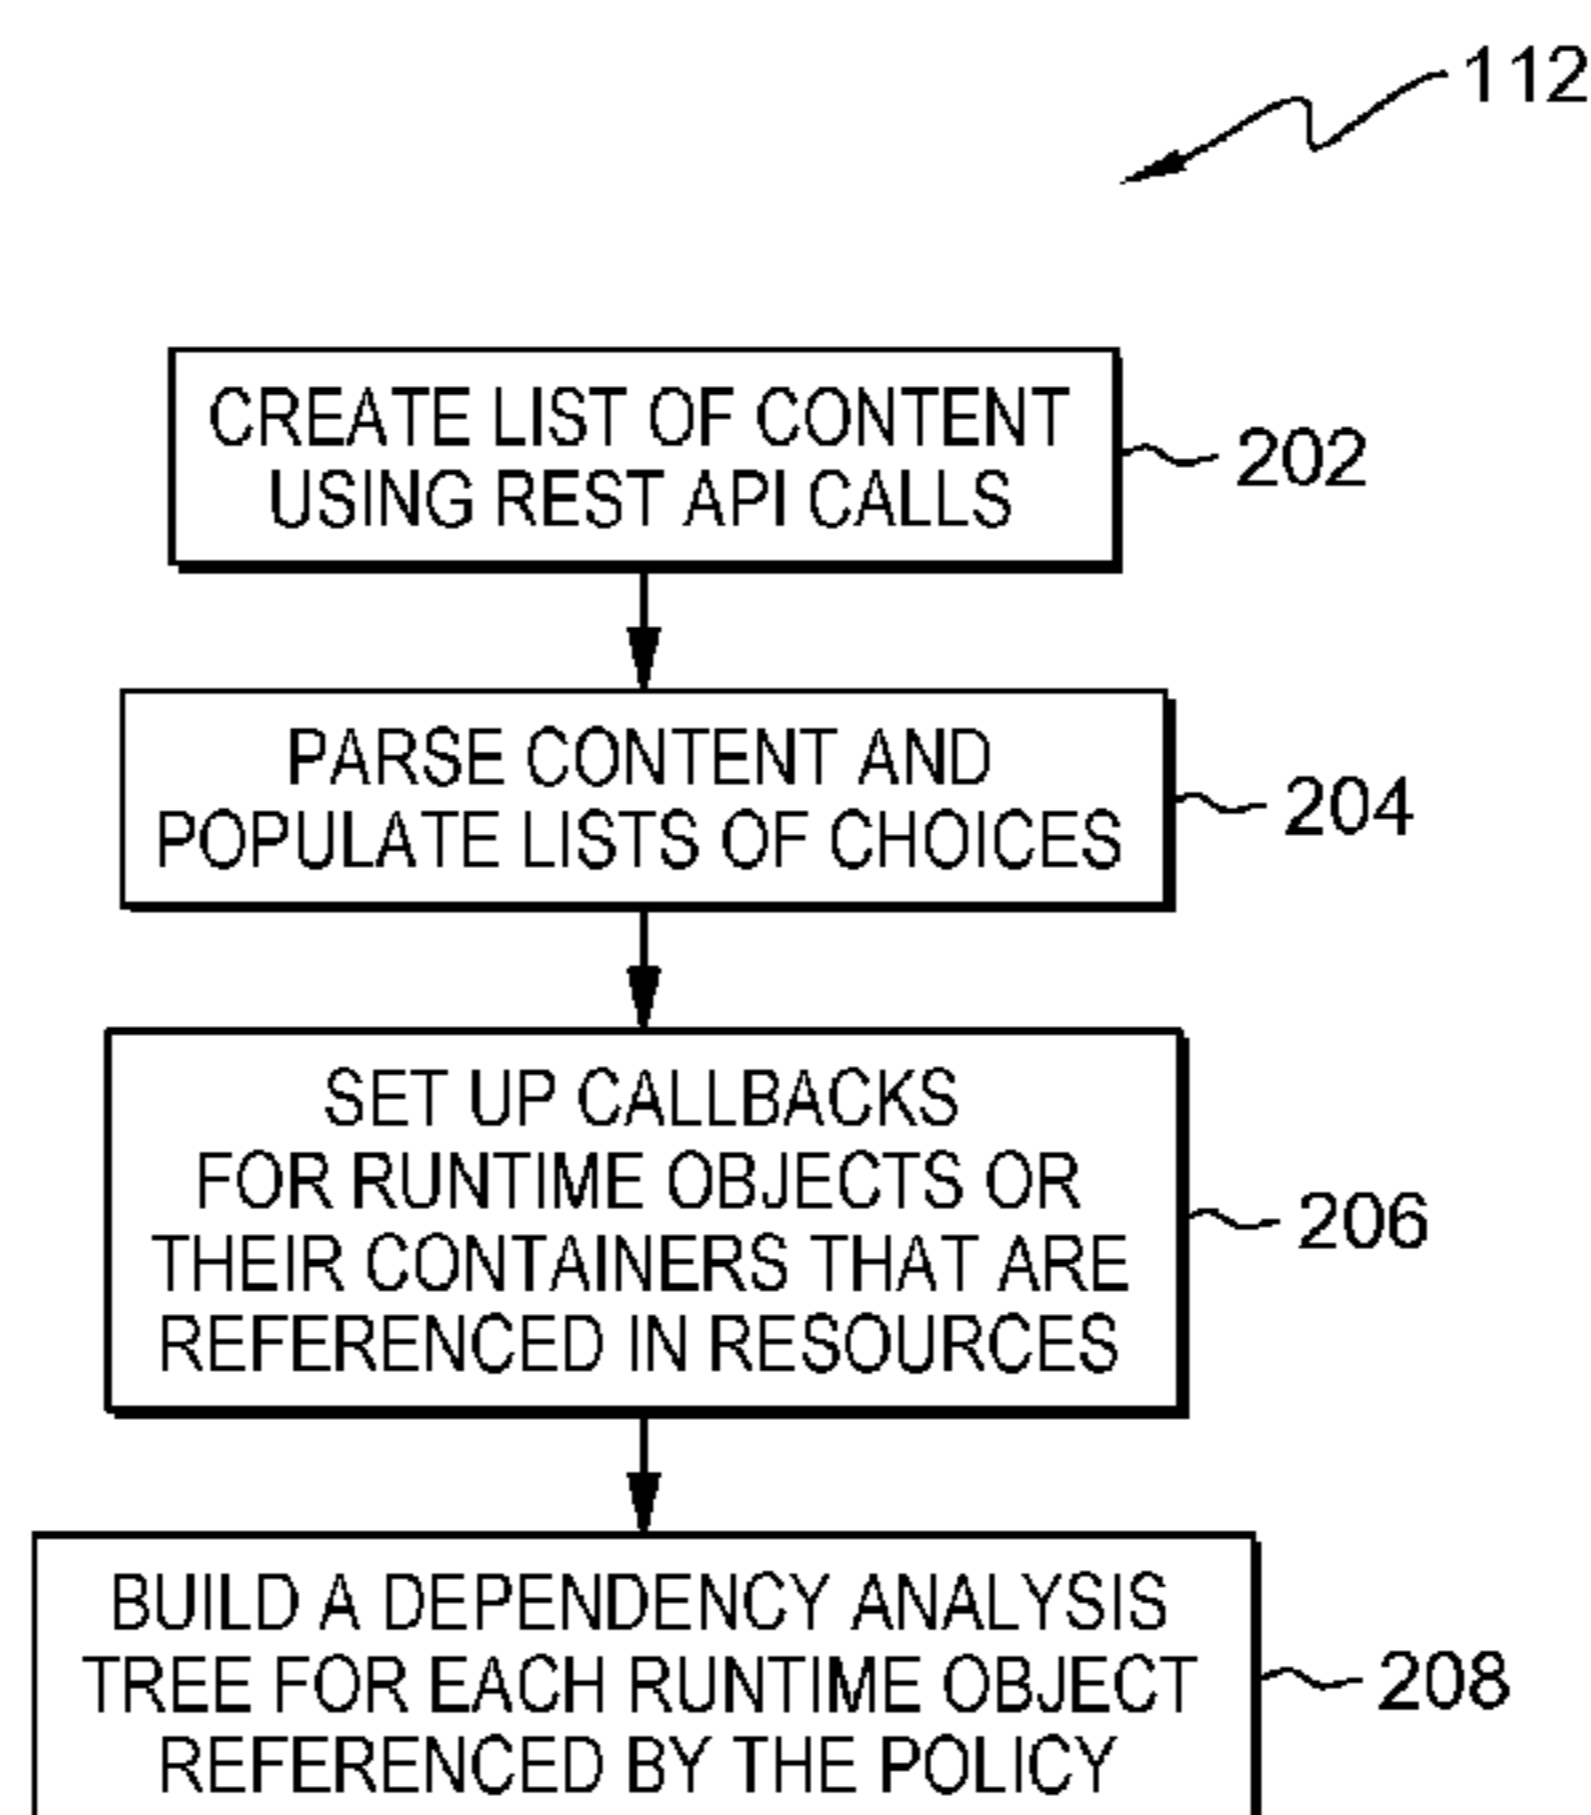 112
CREATE LIST OF CONTENT
USING REST API CALLS
202
PARSE CONTENT AND
POPULATE LISTS OF CHOICES
204
SET UP CALLBACKS
FOR RUNTIME OBJECTS OR
THEIR CONTAINERS THAT ARE
REFERENCED IN RESOURCES
206
BUILD A DEPENDENCY ANALYSIS
TREE FOR EACH RUNTIME OBJECT
REFERENCED BY THE POLICY
208